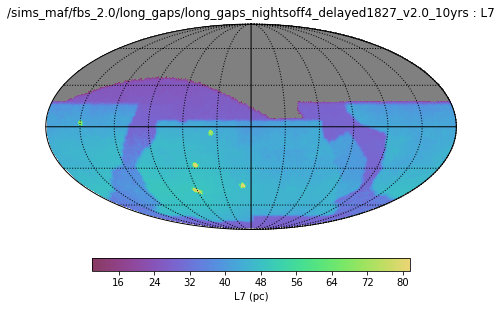 /sims_maf/fbs_2.0/long_gaps/long_gaps_nightsoff4_delayed1827_v2.0_10yrs : L7
16 24 32 40 48 56 64 72 80
L7 (pc)